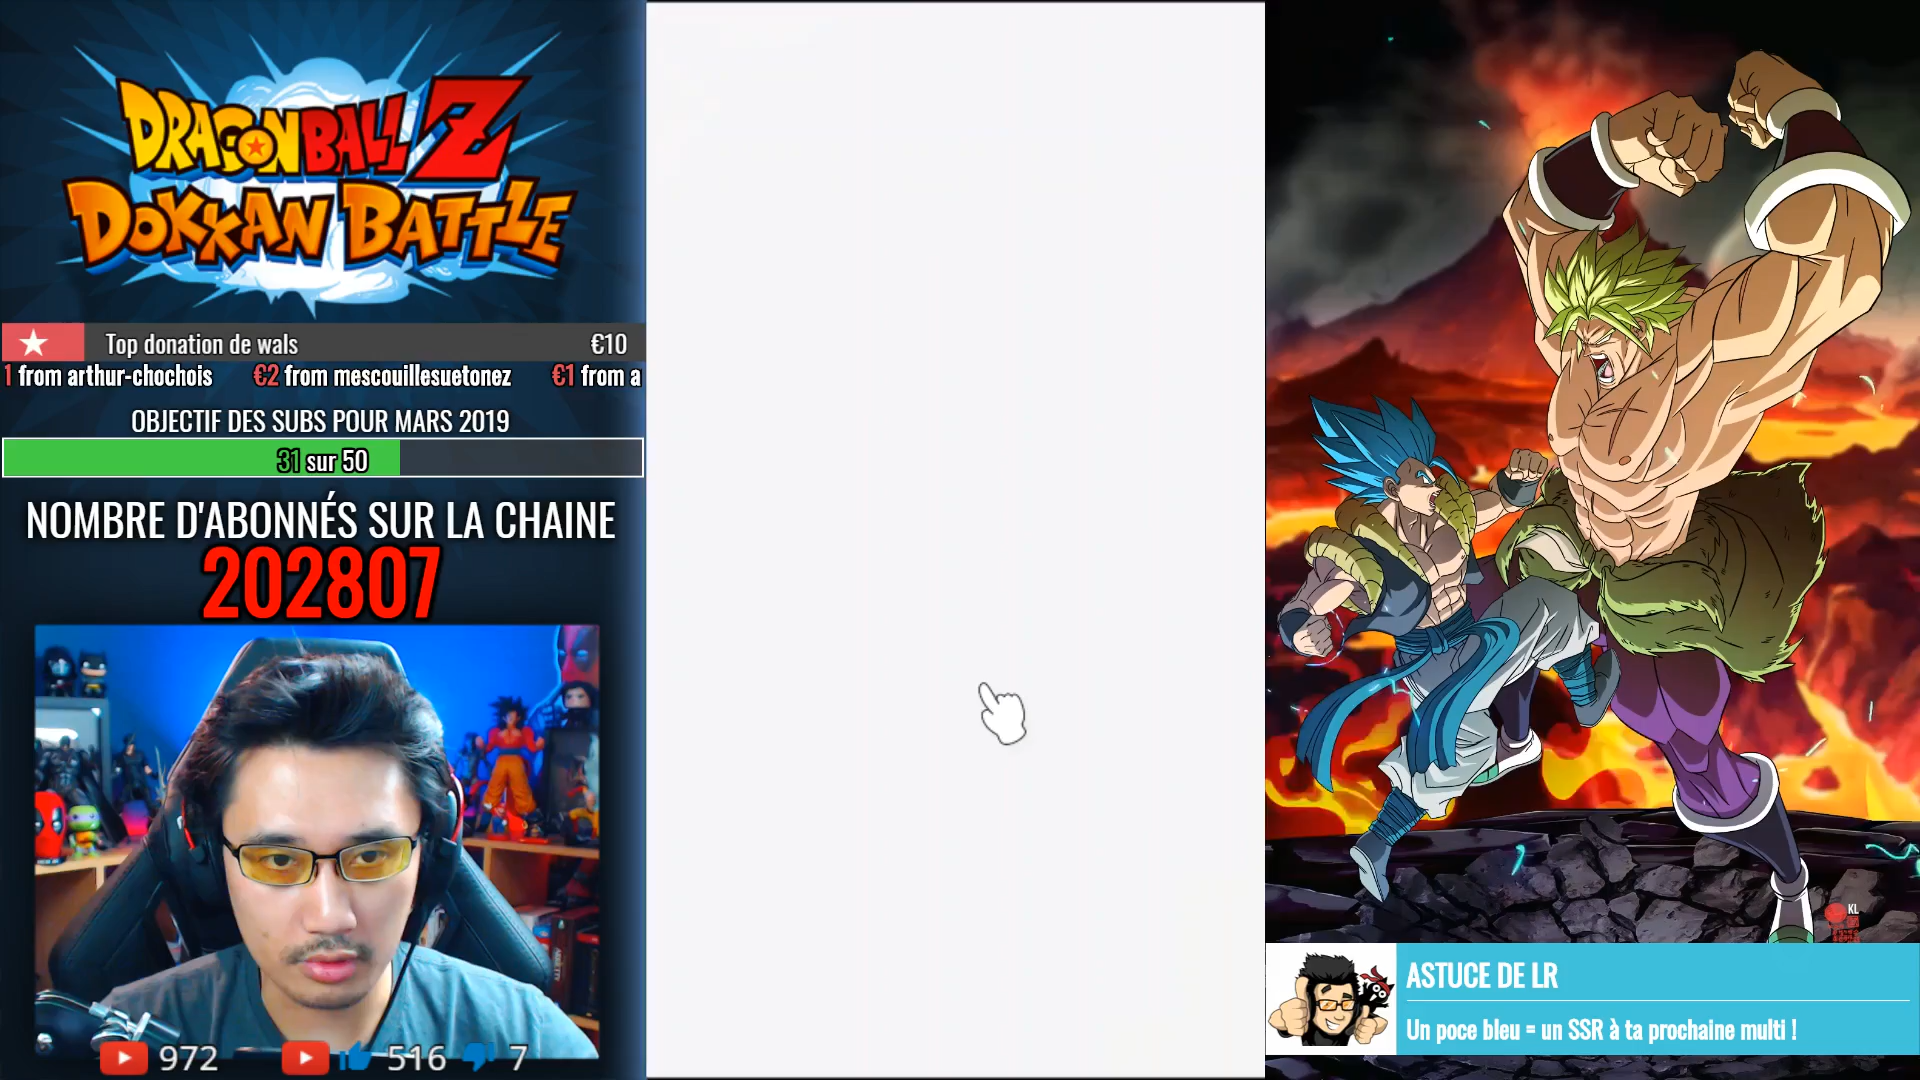 DRAGON BALL Z
DOKKAN BATTLE
Top donation de wals €10
1 from arthur-chochois €2 from mescouillesuetonez €1 from a
OBJECTIF DES SUBS POUR MARS 2019
31 sur 50
NOMBRE D'ABONNÉS SUR LA CHAINE
202807
972 516 7
KL
ASTUCE DE LR
Un poce bleu = un SSR à ta prochaine multi !